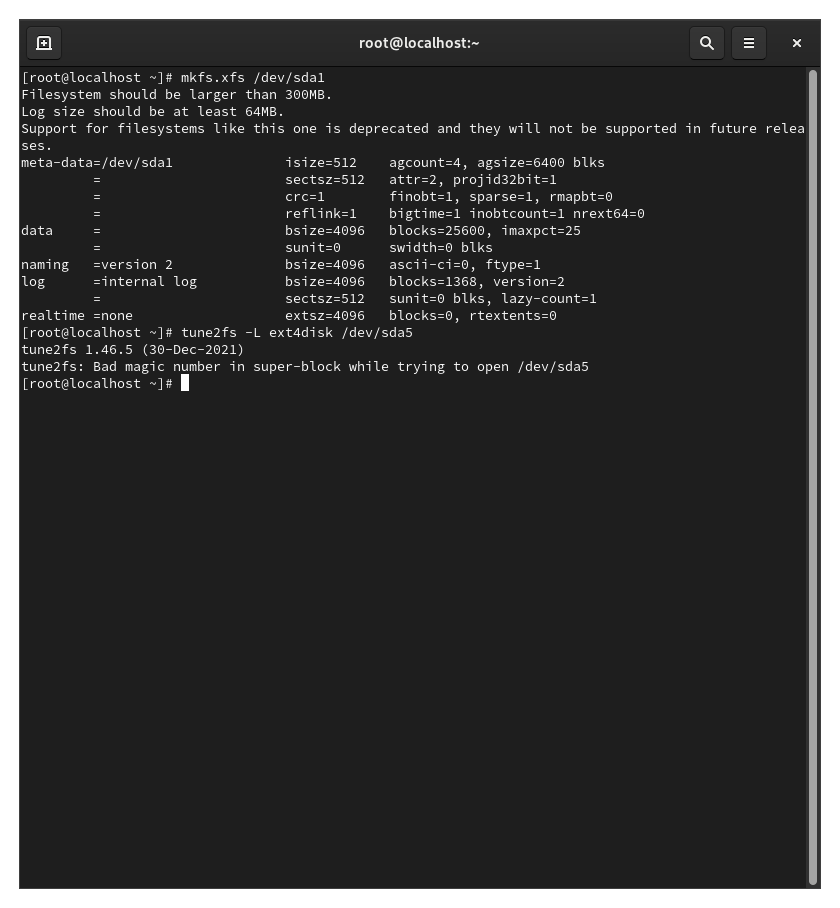 root@localhost:~
[root@localhost ~]# mkfs.xfs /dev/sda1
Filesystem should be larger than 300MB.
Log size should be at least 64MB.
Support for filesystems like this one is deprecated and they will not be supported in future relea
ses.
meta-data=/dev/sda1              isize=512    agcount=4, agsize=6400 blks
         =                       sectsz=512   attr=2, projid32bit=1
         =                       crc=1        finobt=1, sparse=1, rmapbt=0
         =                       reflink=1    bigtime=1 inobtcount=1 nrext64=0
data     =                       bsize=4096   blocks=25600, imaxpct=25
         =                       sunit=0      swidth=0 blks
naming   =version 2              bsize=4096   ascii-ci=0, ftype=1
log      =internal log           bsize=4096   blocks=1368, version=2
         =                       sectsz=512   sunit=0 blks, lazy-count=1
realtime =none                   extsz=4096   blocks=0, rtextents=0
[root@localhost ~]# tune2fs -L ext4disk /dev/sda5
tune2fs 1.46.5 (30-Dec-2021)
tune2fs: Bad magic number in super-block while trying to open /dev/sda5
[root@localhost ~]#